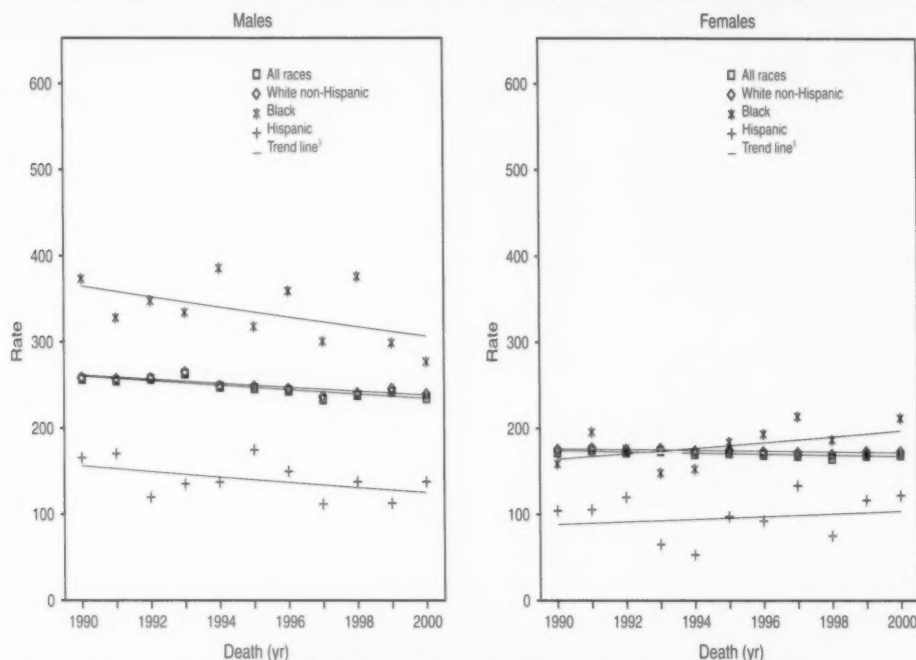 Males
600
500
400
300
200
100
0
Rate
All races
White non-Hispanic
Black
Hispanic
Trend line§
1990 1992 1994 1996 1998 2000
Death (yr)
Females
600
500
400
300
200
100
0
Rate
All races
White non-Hispanic
Black
Hispanic
Trend line§
1990 1992 1994 1996 1998 2000
Death (yr)